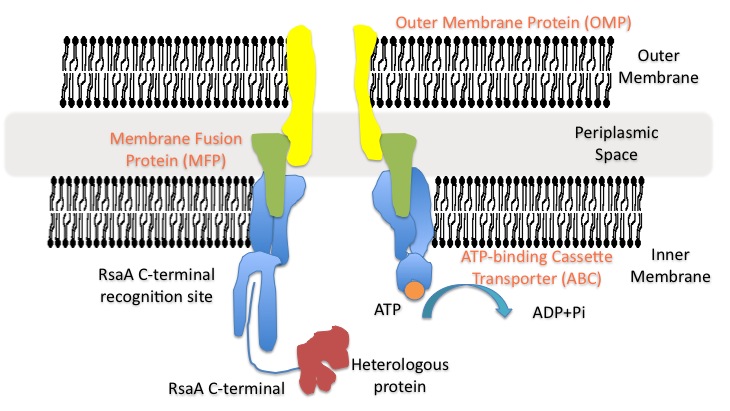 Outer Membrane Protein (OMP)
Outer
Membrane
Membrane Fusion
Protein (MFP)
Periplasmic
Space
RsaA C-terminal
recognition site
ATP-binding Cassette
Transporter (ABC)
Inner
Membrane
ATP
ADP+Pi
Heterologous
protein
RsaA C-terminal